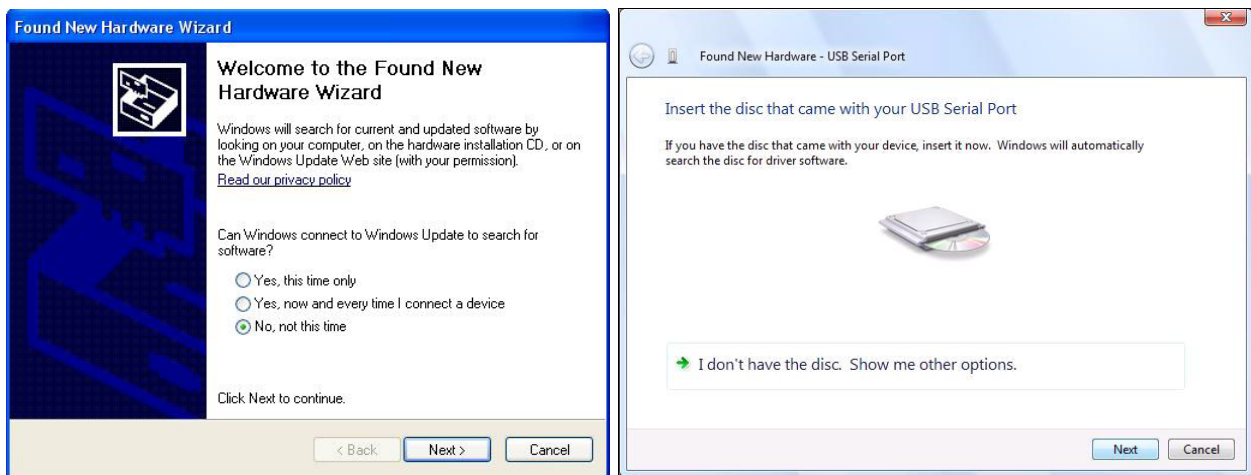 Found New Hardware Wizard
Welcome to the Found New
Hardware Wizard
Windows will search for current and updated software by
looking on your computer, on the hardware installation CD, or on
the Windows Update Web site (with your permission).
Read our privacy policy
Can Windows connect to Windows Update to search for
software?
Yes, this time only
Yes, now and every time I connect a device
No, not this time
Click Next to continue.
< Back
Next >
Cancel
Found New Hardware - USB Serial Port
Insert the disc that came with your USB Serial Port
If you have the disc that came with your device, insert it now. Windows will automatically
search the disc for driver software.
I don't have the disc. Show me other options.
Next
Cancel